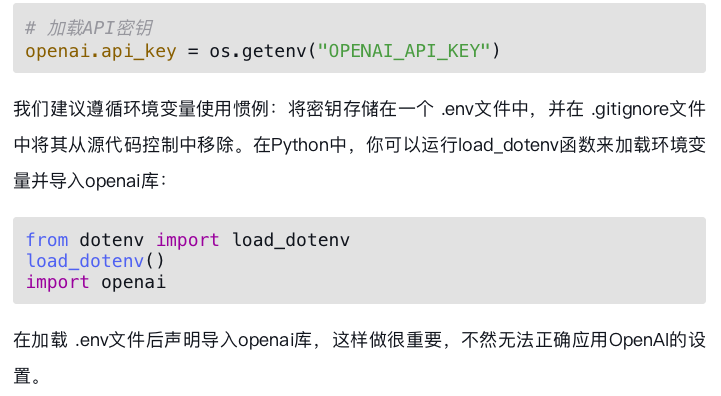 # 加载API密钥
openai.api_key = os.getenv("OPENAI_API_KEY")
我们建议遵循环境变量使用惯例：将密钥存储在一个 .env文件中，并在 .gitignore文件
中将其从源代码控制中移除。在Python中，你可以运行load_dotenv函数来加载环境变
量并导入openai库：
from dotenv import load_dotenv
load_dotenv()
import openai
在加载 .env文件后声明导入openai库，这样做很重要，不然无法正确应用OpenAI的设
置。